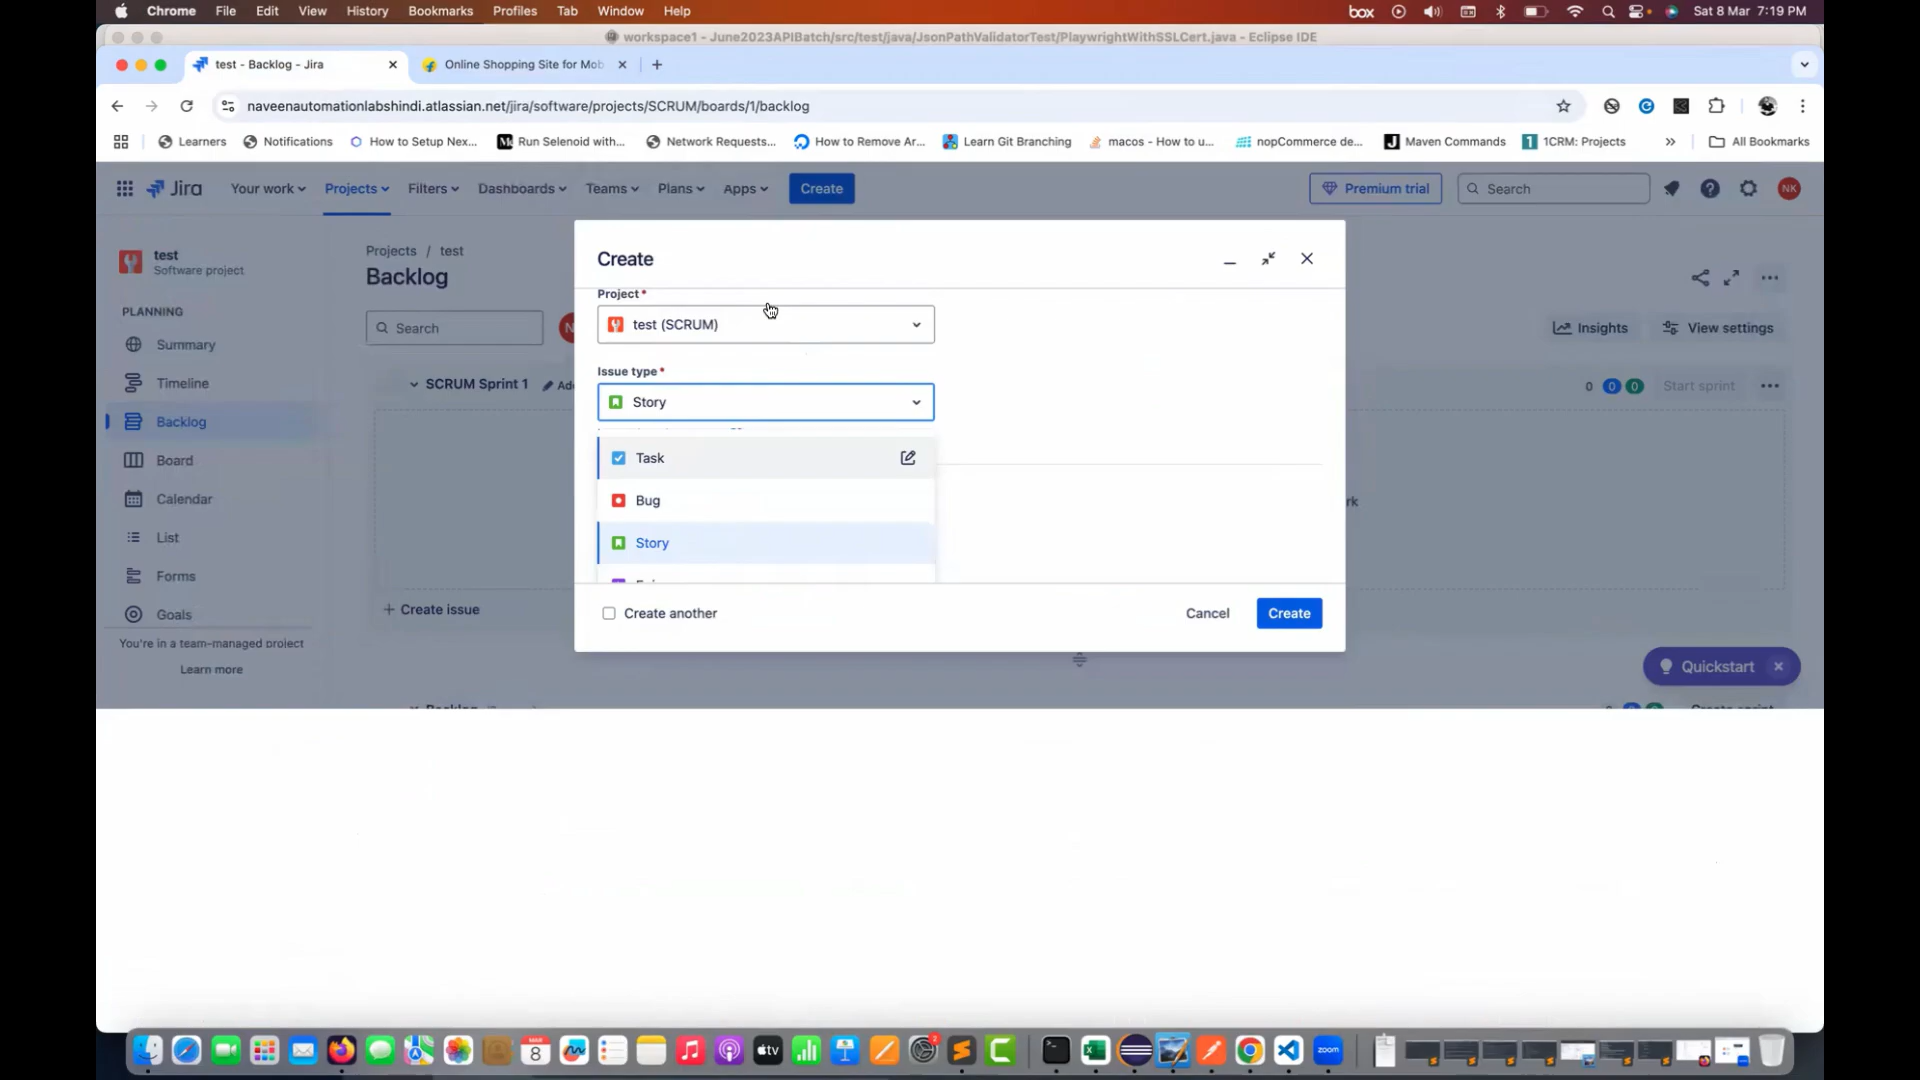 Chrome File Edit View History Bookmarks Profiles Tab Window Help
box Sat 8 Mar 7:19 PM
workspace1 - June2023APIBatch/src/test/java/JsonPathValidatorTest/PlaywrightWithSSLCert.java - Eclipse IDE
test - Backlog - Jira
Online Shopping Site for Mob
naveenautomationlabshindi.atlassian.net/jira/software/projects/SCRUM/boards/1/backlog
Learners Notifications How to Setup Nex... Run Selenoid with... Network Requests... How to Remove Ar... Learn Git Branching macos - How to u... nopCommerce de... Maven Commands 1CRM: Projects » All Bookmarks
Jira Your work Projects Filters Dashboards Teams Plans Apps Create Premium trial Search NK
test
Software project
PLANNING
Summary
Timeline
Backlog
Board
Calendar
List
Forms
Goals
You're in a team-managed project
Learn more
Projects / test
Backlog
Search
Insights View settings
SCRUM Sprint 1
0 0 0 Start sprint
+ Create issue
Create
Project *
test (SCRUM)
Issue type *
Story
Task
Bug
Story
Create another
Cancel Create
Quickstart
MAR
8
tv
zoom